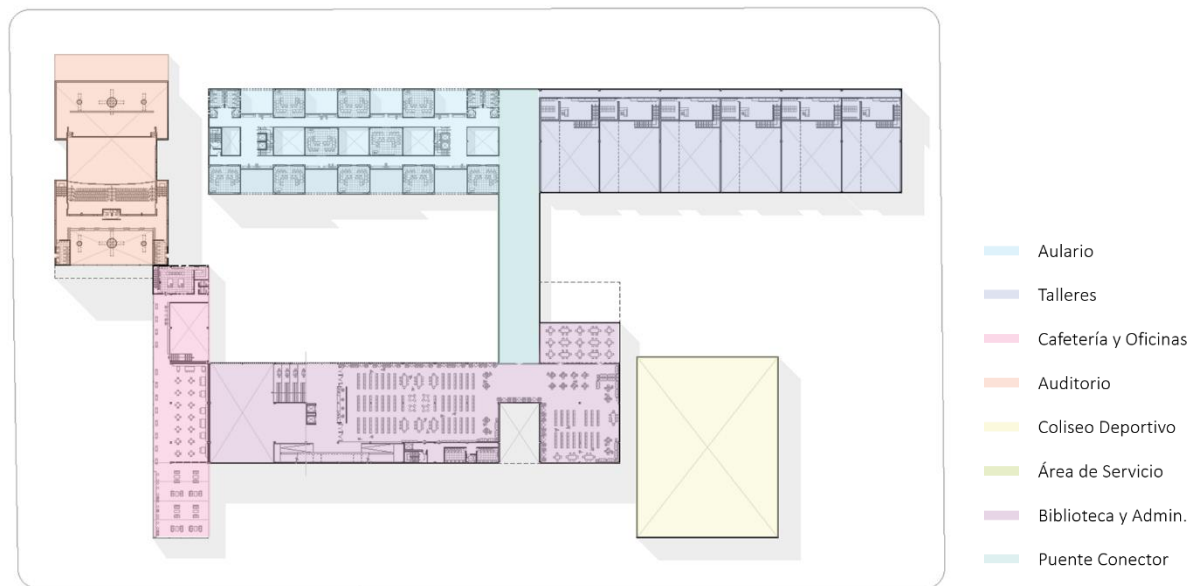 Aulario
Talleres
Cafetería y Oficinas
Auditorio
Coliseo Deportivo
Área de Servicio
Biblioteca y Admin.
Puente Conector